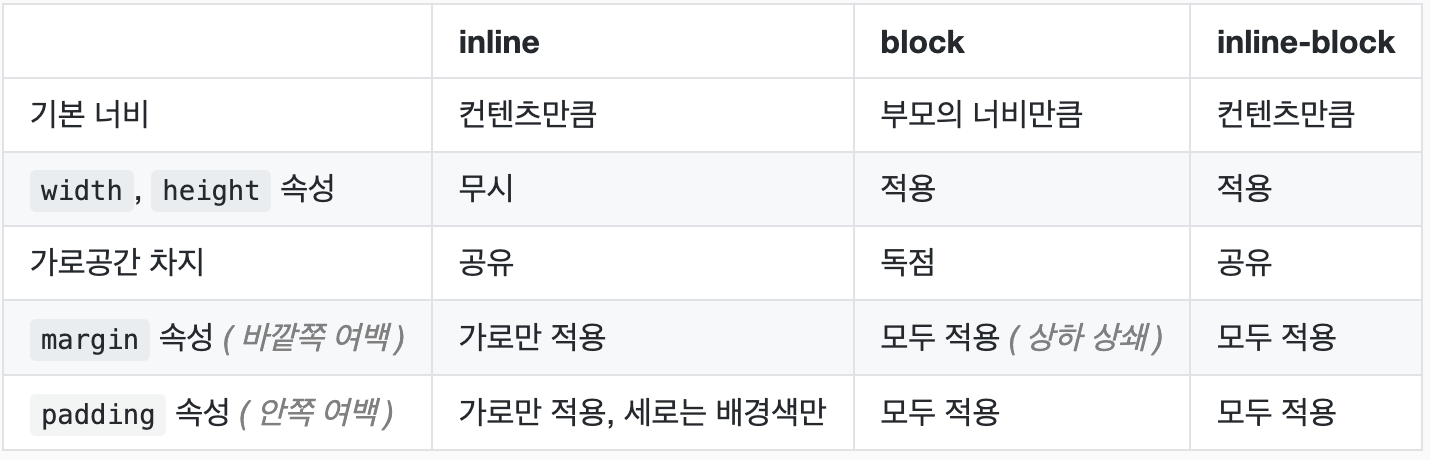 inline block inline-block
기본 너비 컨텐츠만큼 부모의 너비만큼 컨텐츠만큼
width, height 속성 무시 적용 적용
가로공간 차지 공유 독점 공유
margin 속성 ( 바깥쪽 여백 ) 가로만 적용 모두 적용 ( 상하 상쇄 ) 모두 적용
padding 속성 ( 안쪽 여백 ) 가로만 적용, 세로는 배경색만 모두 적용 모두 적용